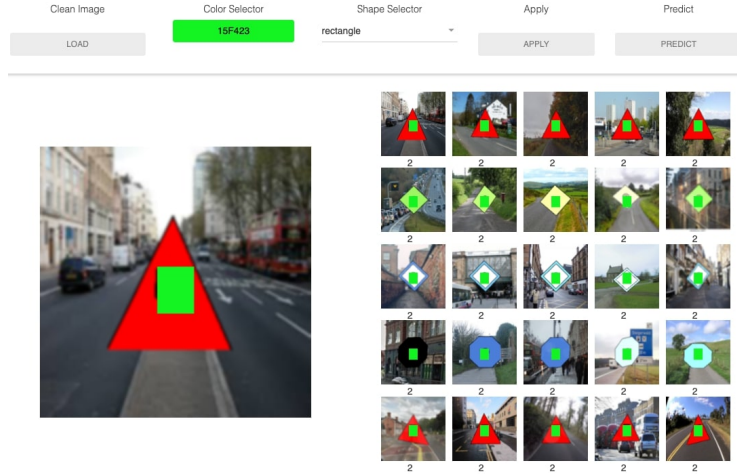 Clean Image
Color Selector
Shape Selector
Apply
Predict
LOAD
15F423
rectangle
APPLY
PREDICT
2 2 2 2 2
2 2 2 2 2
2 2 2 2 2
2 2 2 2 2
2 2 2 2 2